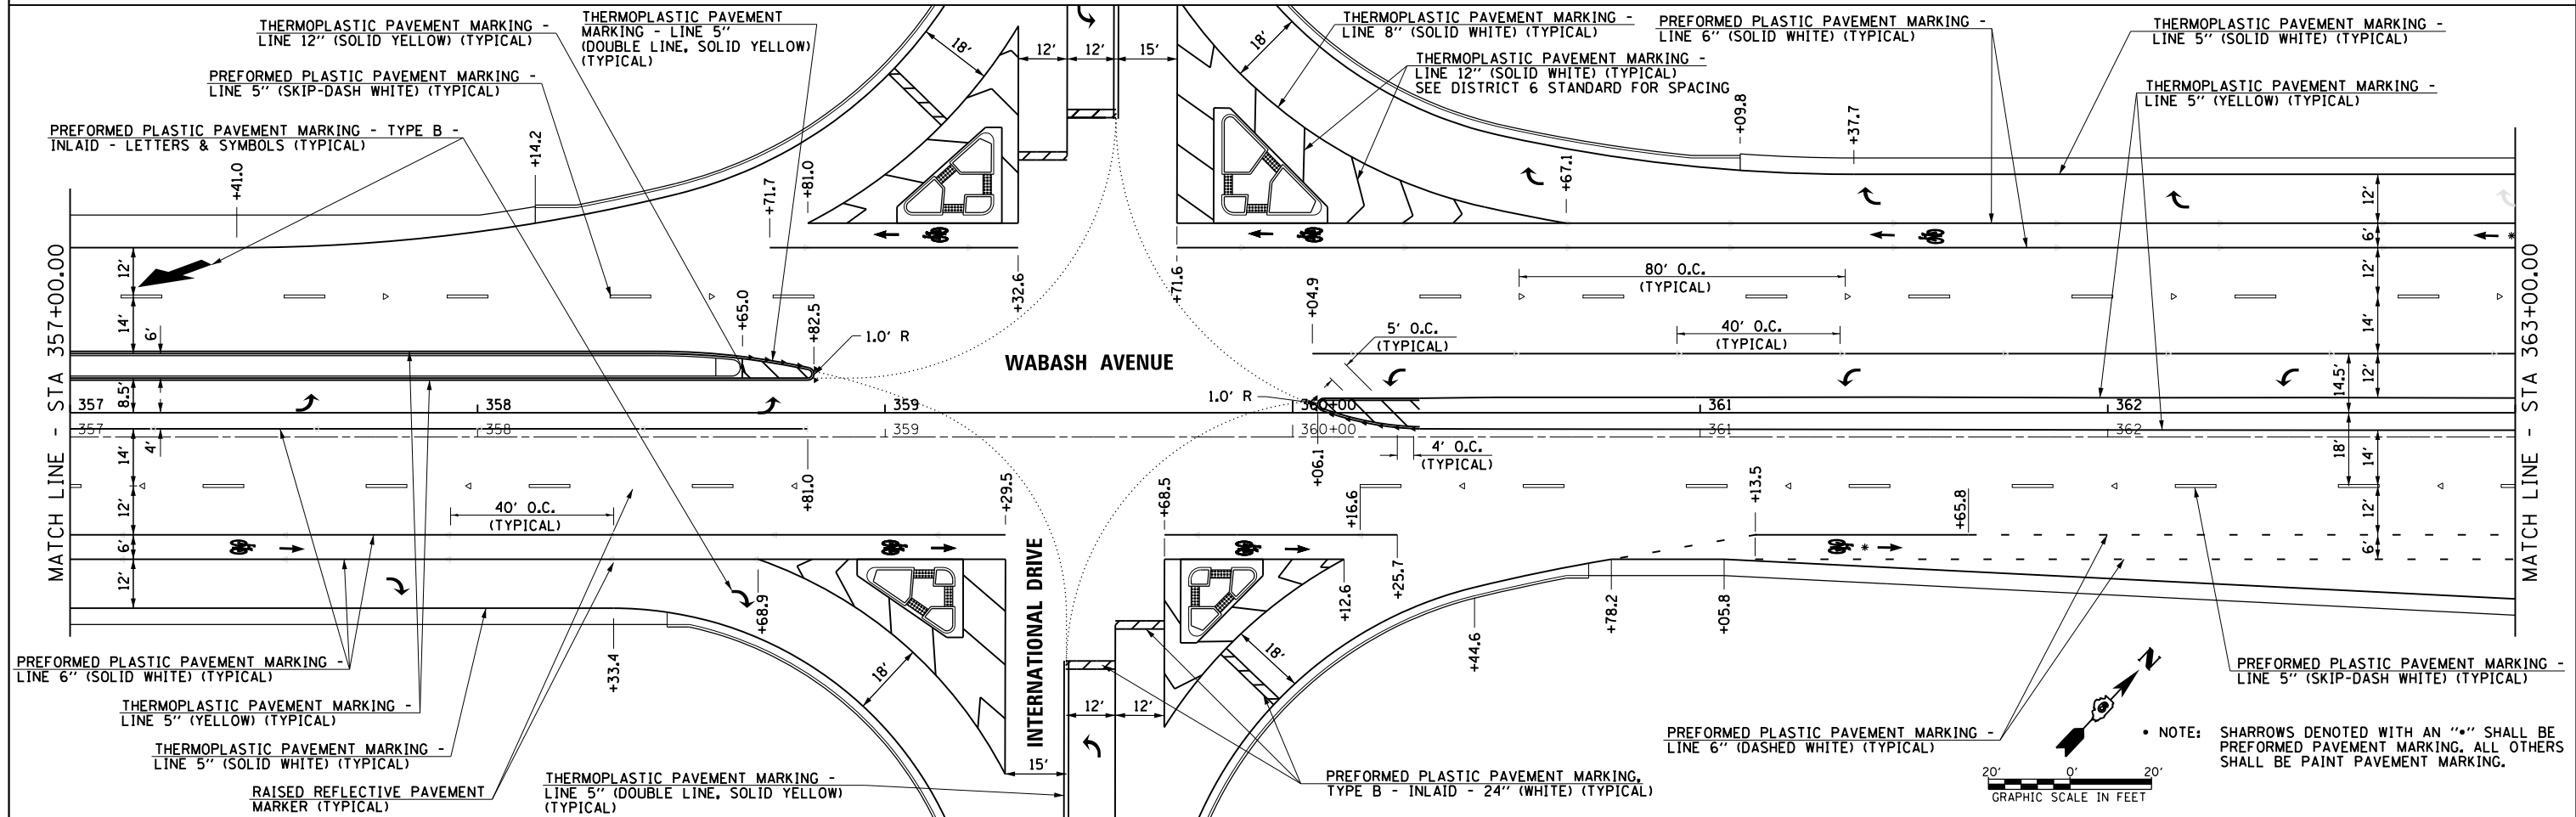 THERMOPLASTIC PAVEMENT MARKING -
LINE 12" (SOLID YELLOW) (TYPICAL)
THERMOPLASTIC PAVEMENT
MARKING - LINE 5"
(DOUBLE LINE, SOLID YELLOW)
(TYPICAL)
PREFORMED PLASTIC PAVEMENT MARKING -
LINE 5" (SKIP-DASH WHITE) (TYPICAL)
PREFORMED PLASTIC PAVEMENT MARKING - TYPE B -
INLAID - LETTERS & SYMBOLS (TYPICAL)
18'
12'
12'
15'
18'
THERMOPLASTIC PAVEMENT MARKING -
LINE 8" (SOLID WHITE) (TYPICAL)
THERMOPLASTIC PAVEMENT MARKING -
LINE 12" (SOLID WHITE) (TYPICAL)
SEE DISTRICT 6 STANDARD FOR SPACING
PREFORMED PLASTIC PAVEMENT MARKING -
LINE 6" (SOLID WHITE) (TYPICAL)
THERMOPLASTIC PAVEMENT MARKING -
LINE 5" (SOLID WHITE) (TYPICAL)
THERMOPLASTIC PAVEMENT MARKING -
LINE 5" (YELLOW) (TYPICAL)
+41.0
+14.2
+71.7
+81.0
+67.1
+09.8
+37.7
MATCH LINE - STA 357+00.00
12'
14'
6'
8.5'
4'
14'
12'
6'
12'
+65.0
+82.5
1.0' R
+32.6
+71.6
+04.9
WABASH AVENUE
80' O.C.
(TYPICAL)
40' O.C.
(TYPICAL)
5' O.C.
(TYPICAL)
1.0' R
12'
6'
12'
14'
12'
14.5'
18'
14'
12'
6'
MATCH LINE - STA 363+00.00
357
358
359
360+00
361
362
357
358
359
360+00
361
362
4' O.C.
(TYPICAL)
+06.1
+81.0
+29.5
+68.5
+16.6
+13.5
+65.8
40' O.C.
(TYPICAL)
*
*
+68.9
+33.4
+12.6
+25.7
+44.6
+78.2
+05.8
18'
18'
INTERNATIONAL DRIVE
12'
12'
15'
PREFORMED PLASTIC PAVEMENT MARKING -
LINE 6" (SOLID WHITE) (TYPICAL)
THERMOPLASTIC PAVEMENT MARKING -
LINE 5" (YELLOW) (TYPICAL)
THERMOPLASTIC PAVEMENT MARKING -
LINE 5" (SOLID WHITE) (TYPICAL)
RAISED REFLECTIVE PAVEMENT
MARKER (TYPICAL)
THERMOPLASTIC PAVEMENT MARKING -
LINE 5" (DOUBLE LINE, SOLID YELLOW)
(TYPICAL)
PREFORMED PLASTIC PAVEMENT MARKING,
TYPE B - INLAID - 24" (WHITE) (TYPICAL)
PREFORMED PLASTIC PAVEMENT MARKING -
LINE 6" (DASHED WHITE) (TYPICAL)
PREFORMED PLASTIC PAVEMENT MARKING -
LINE 5" (SKIP-DASH WHITE) (TYPICAL)
N
* NOTE: SHARROWS DENOTED WITH AN "*" SHALL BE
PREFORMED PAVEMENT MARKING. ALL OTHERS
SHALL BE PAINT PAVEMENT MARKING.
20' 0' 20'
GRAPHIC SCALE IN FEET